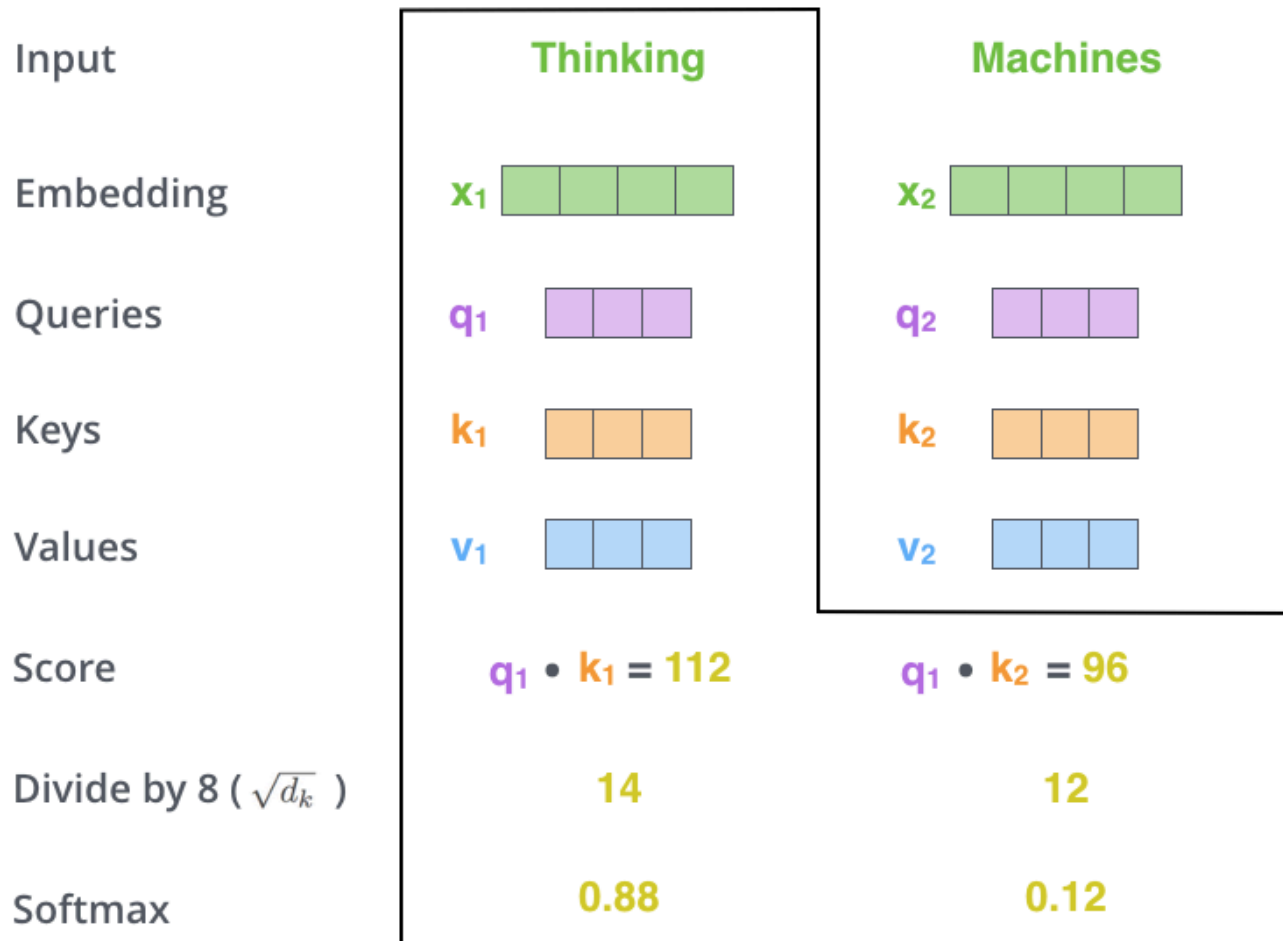 Input Thinking Machines
Embedding x₁ x₂
Queries q₁ q₂
Keys k₁ k₂
Values v₁ v₂
Score q₁ • k₁ = 112 q₁ • k₂ = 96
Divide by 8 ( √dₖ ) 14 12
Softmax 0.88 0.12